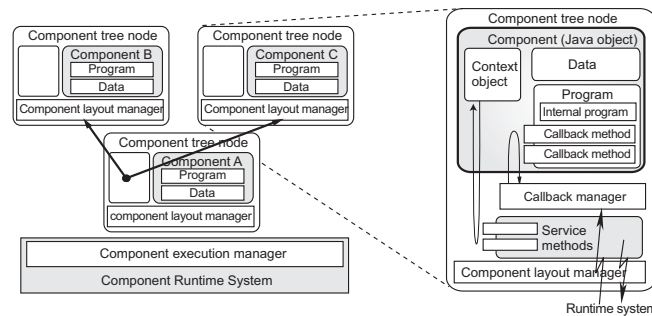 Component tree node
Component B
Program
Data
Component layout manager
Component tree node
Component C
Program
Data
Component layout manager
Component tree node
Component A
Program
Data
component layout manager
Component execution manager
Component Runtime System
Component tree node
Component (Java object)
Context
object
Data
Program
Internal program
Callback method
Callback method
Callback manager
Service
methods
Component layout manager
Runtime system